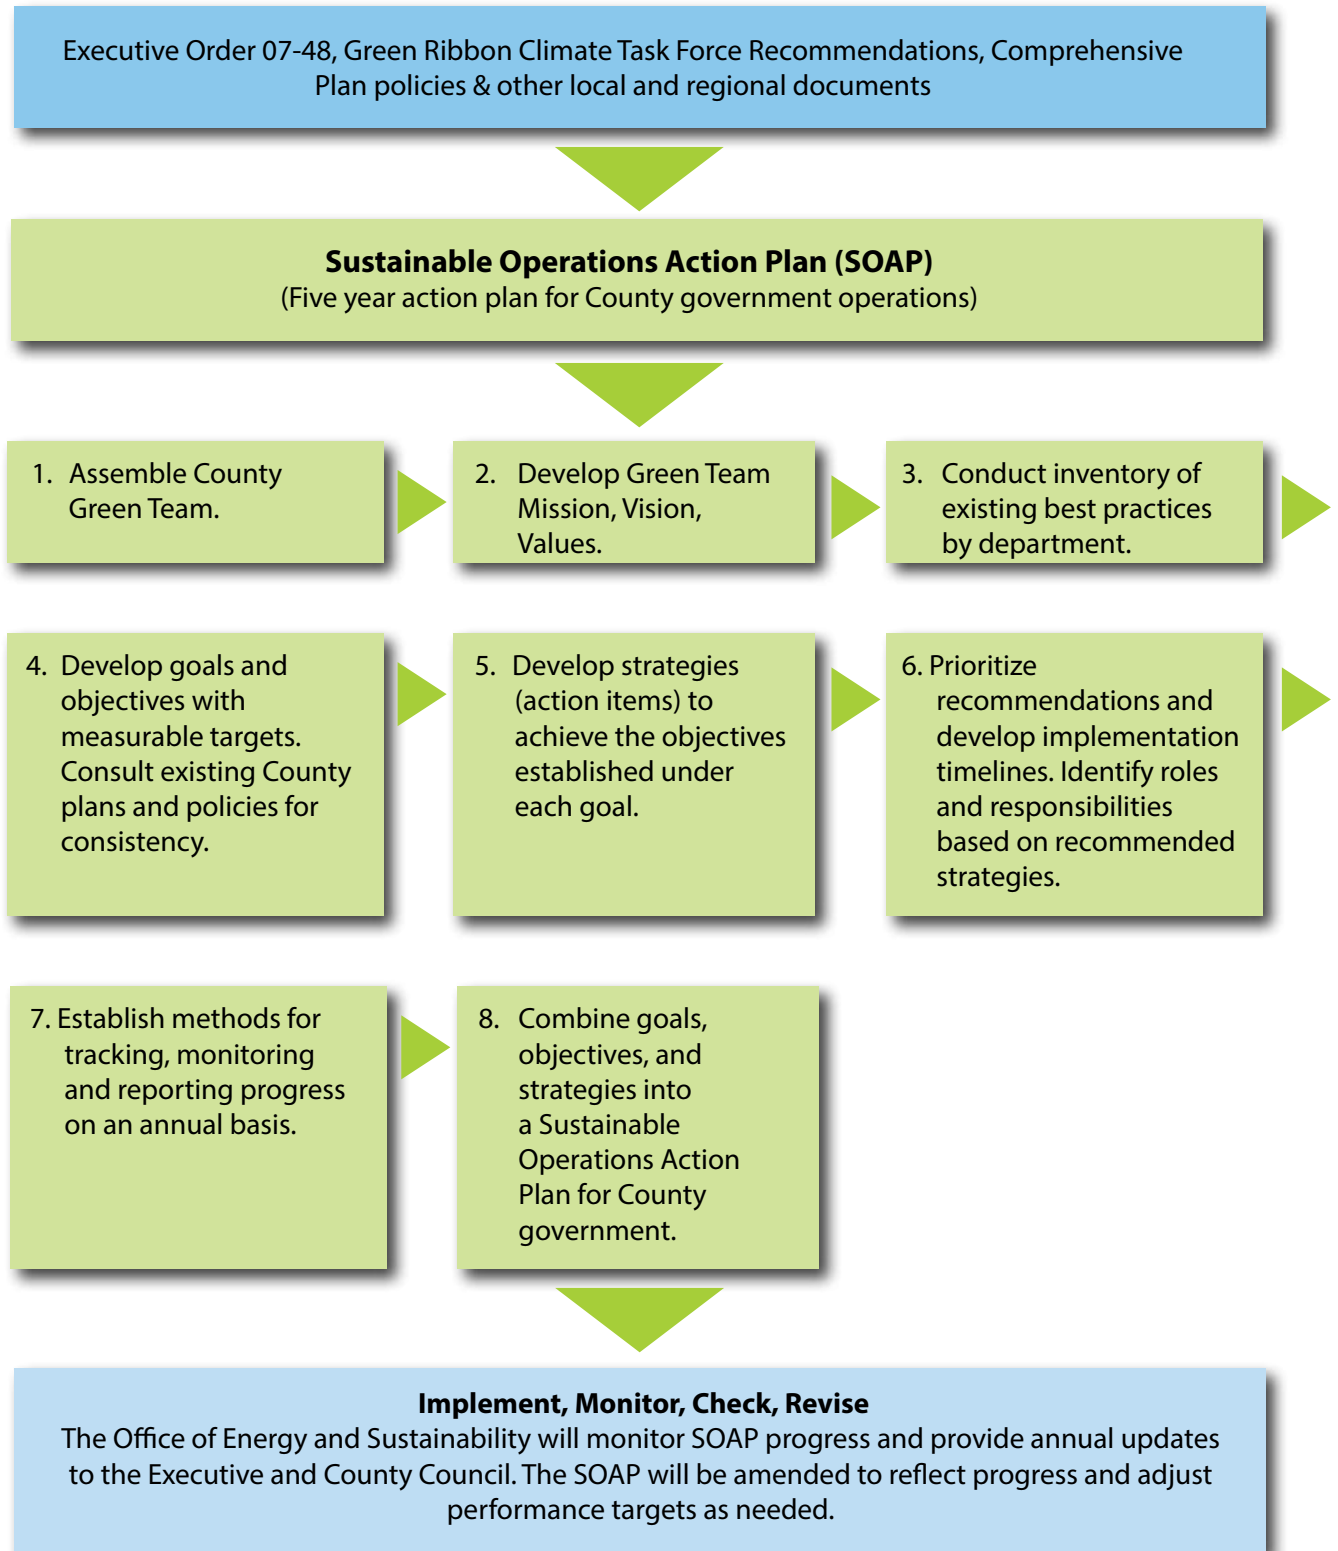 Executive Order 07-48, Green Ribbon Climate Task Force Recommendations, Comprehensive
Plan policies & other local and regional documents
Sustainable Operations Action Plan (SOAP)
(Five year action plan for County government operations)
1. Assemble County
Green Team.
2. Develop Green Team
Mission, Vision,
Values.
3. Conduct inventory of
existing best practices
by department.
4. Develop goals and
objectives with
measurable targets.
Consult existing County
plans and policies for
consistency.
5. Develop strategies
(action items) to
achieve the objectives
established under
each goal.
6. Prioritize
recommendations and
develop implementation
timelines. Identify roles
and responsibilities
based on recommended
strategies.
7. Establish methods for
tracking, monitoring
and reporting progress
on an annual basis.
8. Combine goals,
objectives, and
strategies into
a Sustainable
Operations Action
Plan for County
government.
Implement, Monitor, Check, Revise
The Office of Energy and Sustainability will monitor SOAP progress and provide annual updates
to the Executive and County Council. The SOAP will be amended to reflect progress and adjust
performance targets as needed.